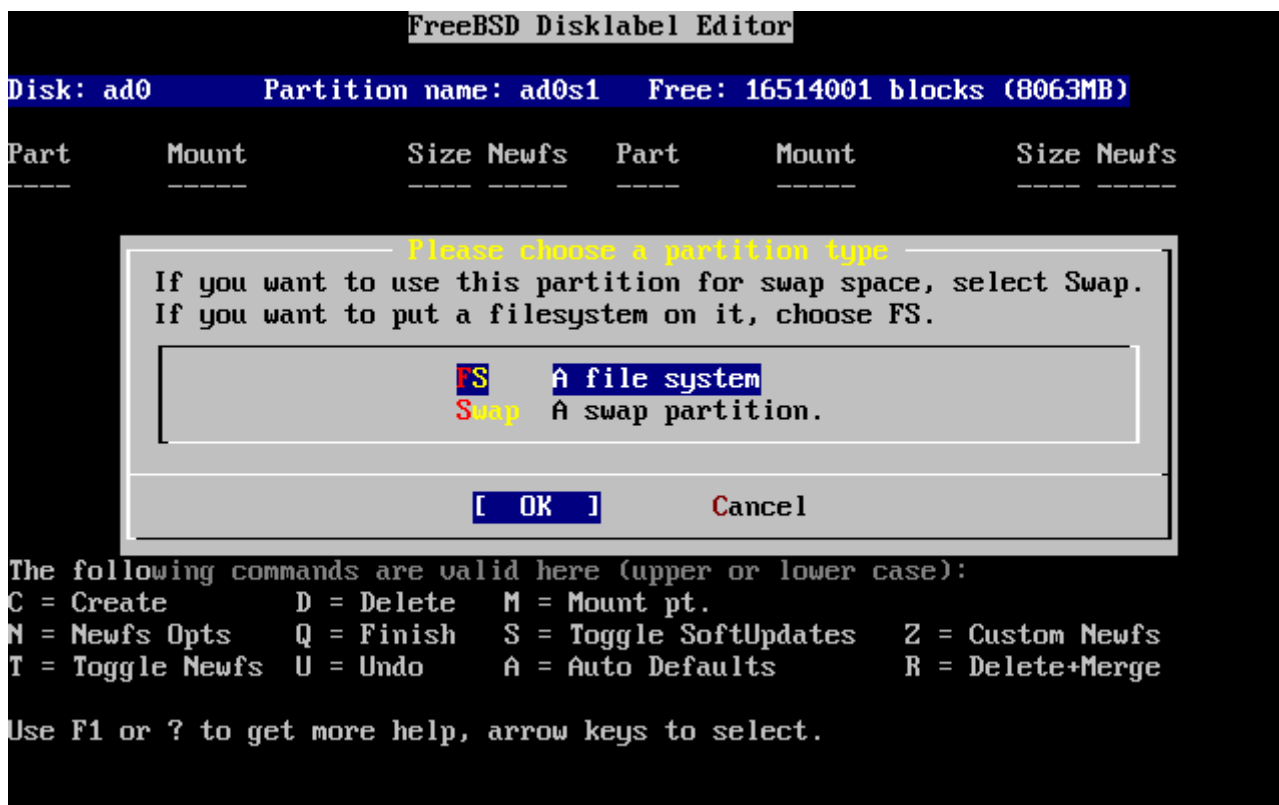 FreeBSD Disklabel Editor
Disk: ad0 Partition name: ad0s1 Free: 16514001 blocks (8063MB)
Part Mount Size Newfs Part Mount Size Newfs
---- ----- ---- ----- ---- ----- ---- -----
Please choose a partition type
If you want to use this partition for swap space, select Swap.
If you want to put a filesystem on it, choose FS.
FS A file system
Swap A swap partition.
[ OK ] Cancel
The following commands are valid here (upper or lower case):
C = Create D = Delete M = Mount pt.
N = Newfs Opts Q = Finish S = Toggle SoftUpdates Z = Custom Newfs
T = Toggle Newfs U = Undo A = Auto Defaults R = Delete+Merge
Use F1 or ? to get more help, arrow keys to select.